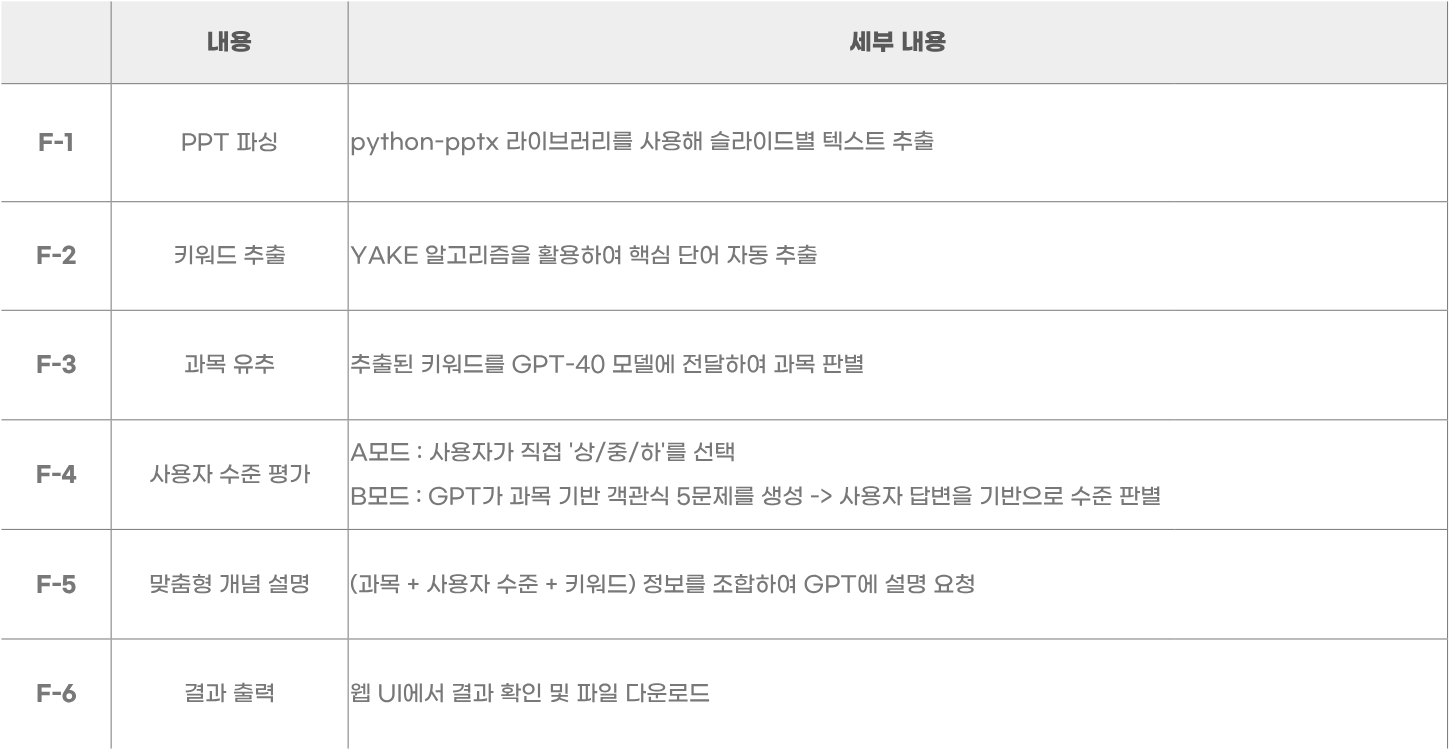 내용 세부 내용
F-1 PPT 파싱 python-pptx 라이브러리를 사용해 슬라이드별 텍스트 추출
F-2 키워드 추출 YAKE 알고리즘을 활용하여 핵심 단어 자동 추출
F-3 과목 유추 추출된 키워드를 GPT-40 모델에 전달하여 과목 판별
F-4 사용자 수준 평가 A모드 : 사용자가 직접 '상/중/하'를 선택
B모드 : GPT가 과목 기반 객관식 5문제를 생성 -> 사용자 답변을 기반으로 수준 판별
F-5 맞춤형 개념 설명 (과목 + 사용자 수준 + 키워드) 정보를 조합하여 GPT에 설명 요청
F-6 결과 출력 웹 UI에서 결과 확인 및 파일 다운로드